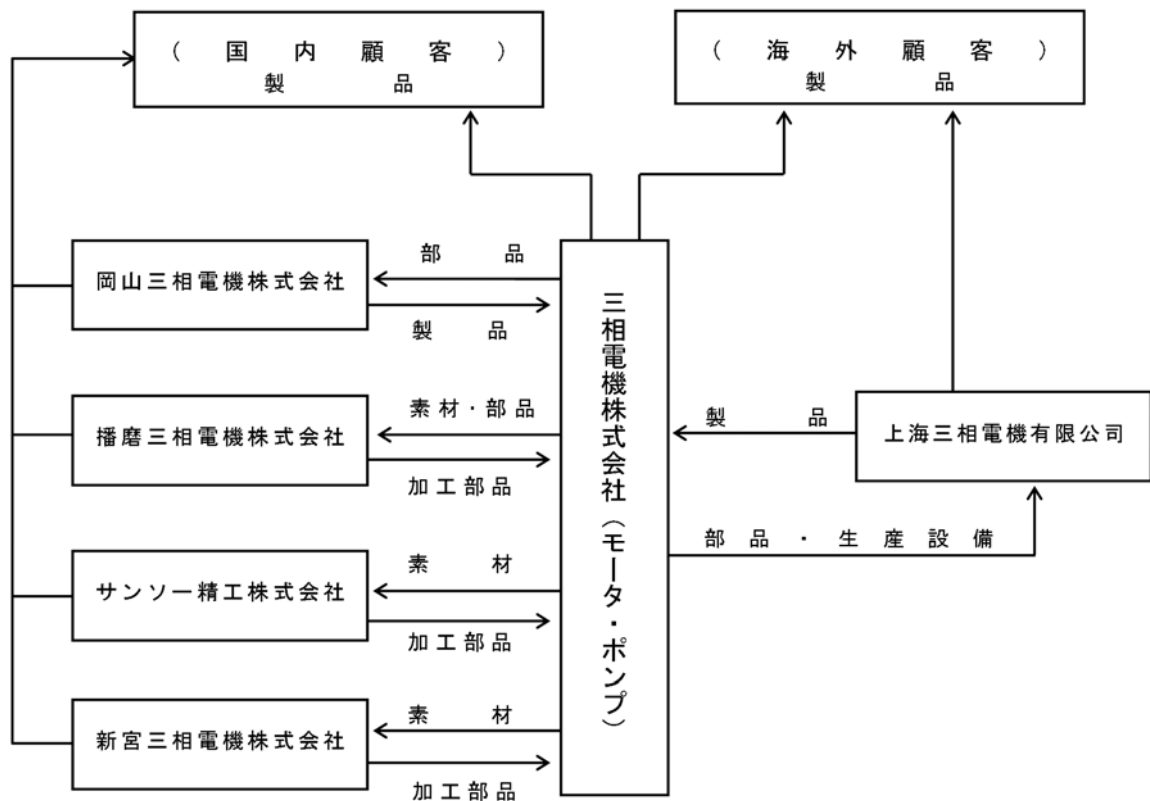 （国内顧客）
製品
（海外顧客）
製品
岡山三相電機株式会社
部品
製品
播磨三相電機株式会社
素材・部品
加工部品
サンソー精工株式会社
素材
加工部品
新宮三相電機株式会社
素材
加工部品
三相電機株式会社（モータ・ポンプ）
製品
上海三相電機有限公司
部品・生産設備